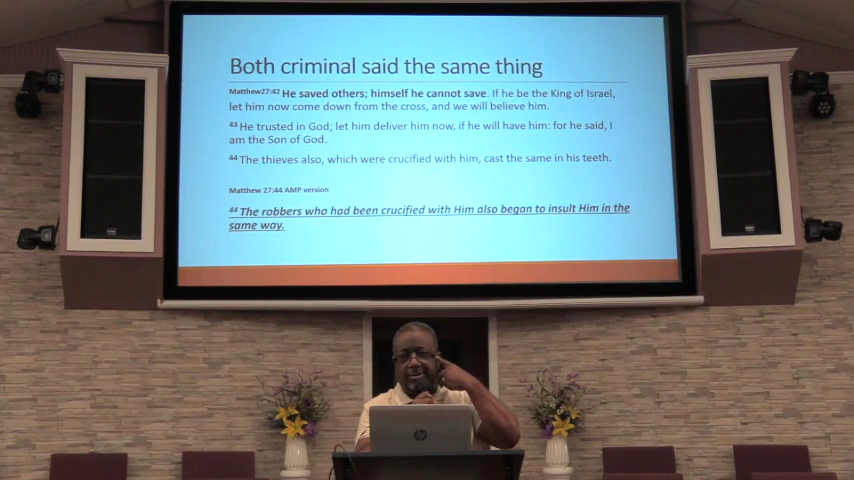 Both criminal said the same thing
Matthew27:42 He saved others; himself he cannot save. If he be the King of Israel,
let him now come down from the cross, and we will believe him.
43 He trusted in God; let him deliver him now, if he will have him: for he said, I
am the Son of God.
44 The thieves also, which were crucified with him, cast the same in his teeth.
Matthew 27:44 AMP version
44 The robbers who had been crucified with Him also began to insult Him in the
same way.
hp